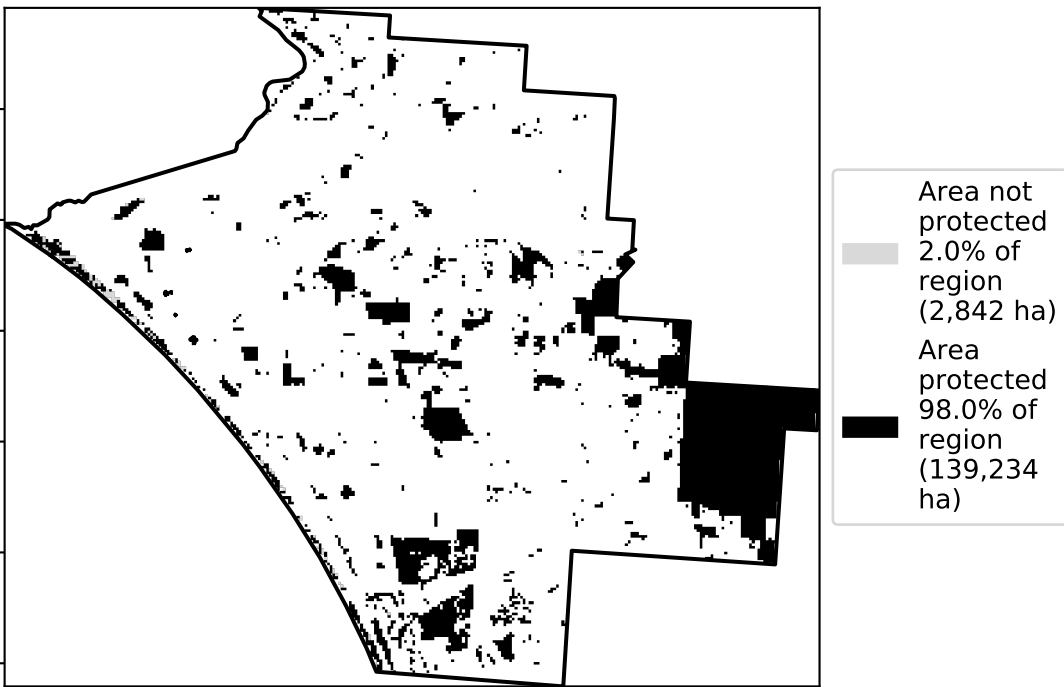 Area not
protected
2.0% of
region
(2,842 ha)
Area
protected
98.0% of
region
(139,234
ha)